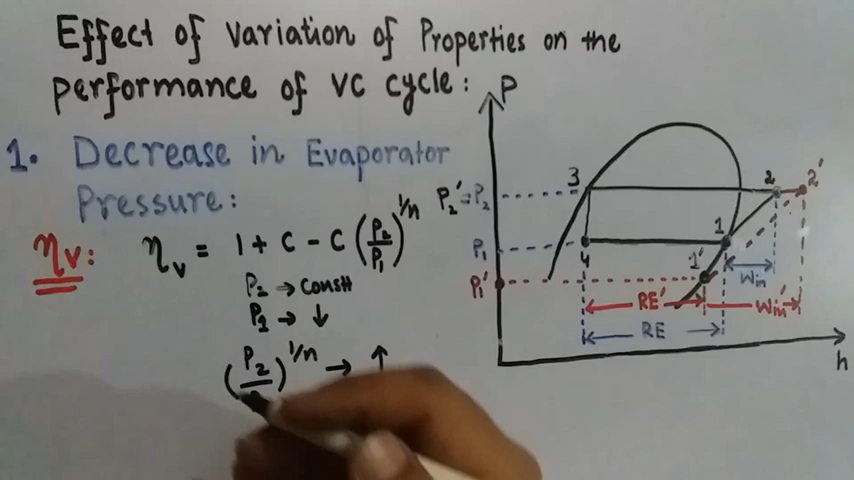 Effect of Variation of Properties on the
performance of VC cycle:
1. Decrease in Evaporator
Pressure:
ηv: ηv = 1 + C - C (P2/P1)^1/n
P2 → Const
P1 → ↓
(P2/)^1/n → ↑
P
P2' = P2
P1
P1'
3
2
2'
4
1
1'
Win
RE'
Win'
RE
h